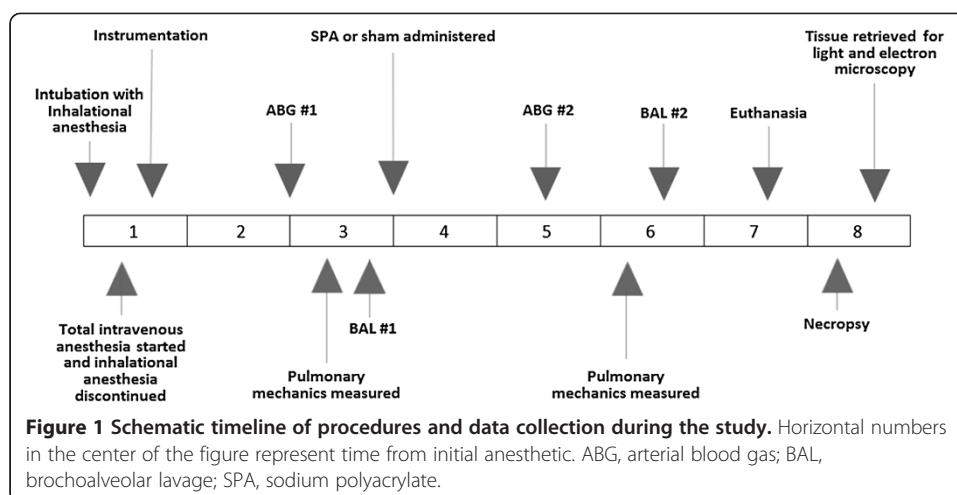 Instrumentation
SPA or sham administered
Tissue retrieved for
light and electron
microscopy
Intubation with
Inhalational
anesthesia
ABG #1
ABG #2
BAL #2
Euthanasia
1 2 3 4 5 6 7 8
Total intravenous
anesthesia started
and inhalational
anesthesia
discontinued
BAL #1
Pulmonary
mechanics measured
Pulmonary
mechanics measured
Necropsy
Figure 1 Schematic timeline of procedures and data collection during the study. Horizontal numbers
in the center of the figure represent time from initial anesthetic. ABG, arterial blood gas; BAL,
brochoalveolar lavage; SPA, sodium polyacrylate.